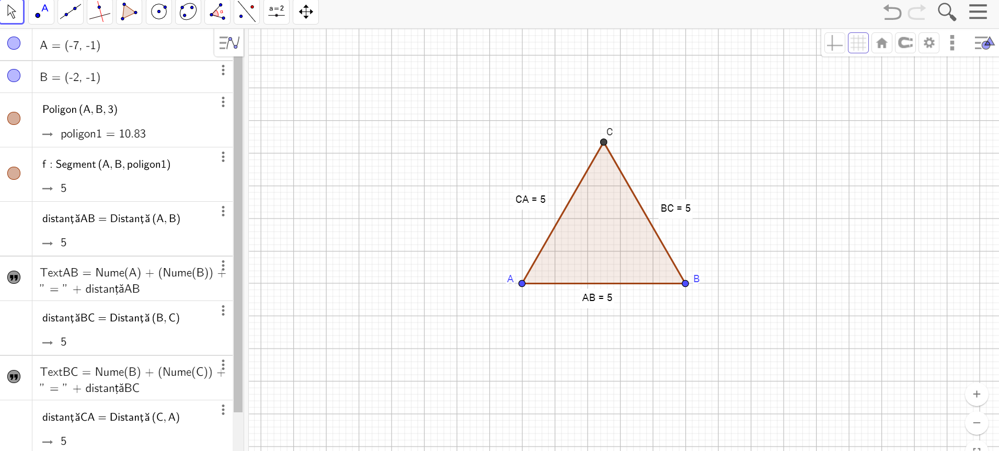 A
α
a=2
A = (-7, -1)
B = (-2, -1)
Poligon (A, B, 3)
→ poligon1 = 10.83
f : Segment (A, B, poligon1)
→ 5
distanțăAB = Distanță (A, B)
→ 5
TextAB = Nume(A) + (Nume(B)) +
" = " + distanțăAB
distanțăBC = Distanță (B, C)
→ 5
TextBC = Nume(B) + (Nume(C)) +
" = " + distanțăBC
distanțăCA = Distanță (C, A)
→ 5
C
CA = 5
BC = 5
A
B
AB = 5